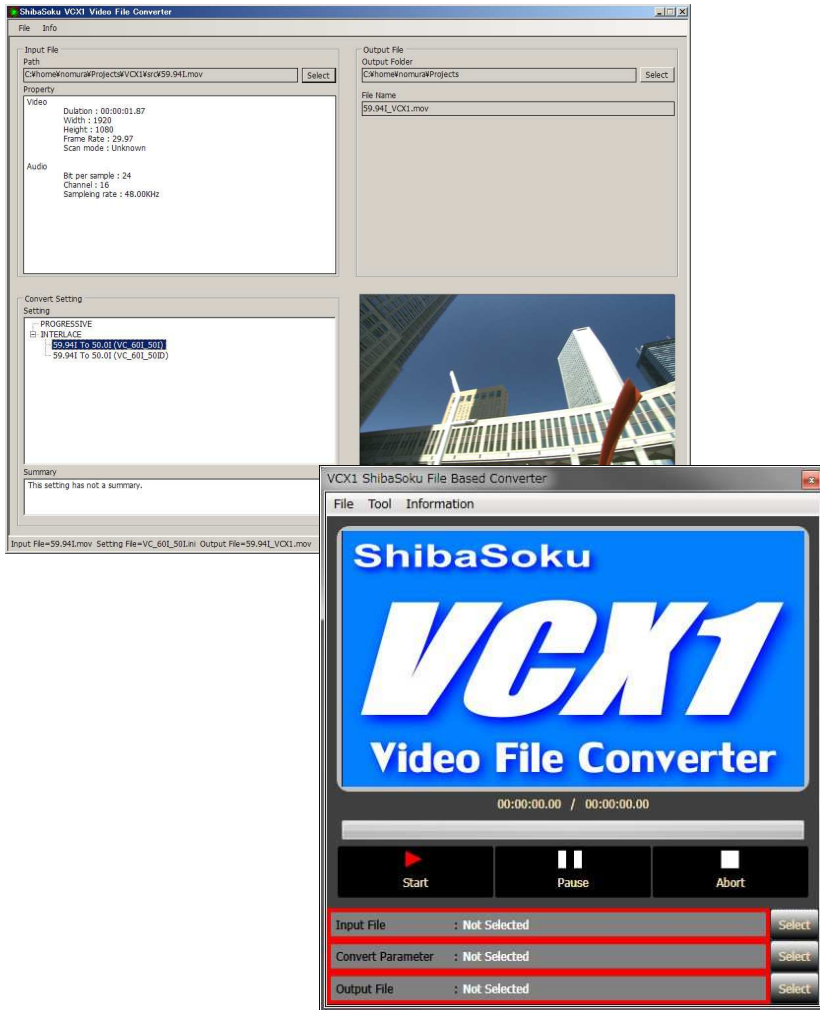 ShibaSoku VCX1 Video File Converter
File Info
Input File
Path
C:¥home¥nomura¥Projects¥VCX1¥src¥59.94I.mov Select
Property
Video
Dulation : 00:00:01.87
Width : 1920
Height : 1080
Frame Rate : 29.97
Scan mode : Unknown
Audio
Bit per sample : 24
Channel : 16
Sampleing rate : 48.00KHz
Output File
Output Folder
C:¥home¥nomura¥Projects Select
File Name
59.94I_VCX1.mov
Convert Setting
Setting
PROGRESSIVE
INTERLACE
59.94I To 50.0I (VC_60I_50I)
59.94I To 50.0I (VC_60I_50ID)
Summary
This setting has not a summary.
Input File=59.94I.mov Setting File=VC_60I_50I.ini Output File=59.94I_VCX1.mov
VCX1 ShibaSoku File Based Converter
File Tool Information
ShibaSoku
VCX1
Video File Converter
00:00:00.00 / 00:00:00.00
Start Pause Abort
Input File : Not Selected Select
Convert Parameter : Not Selected Select
Output File : Not Selected Select